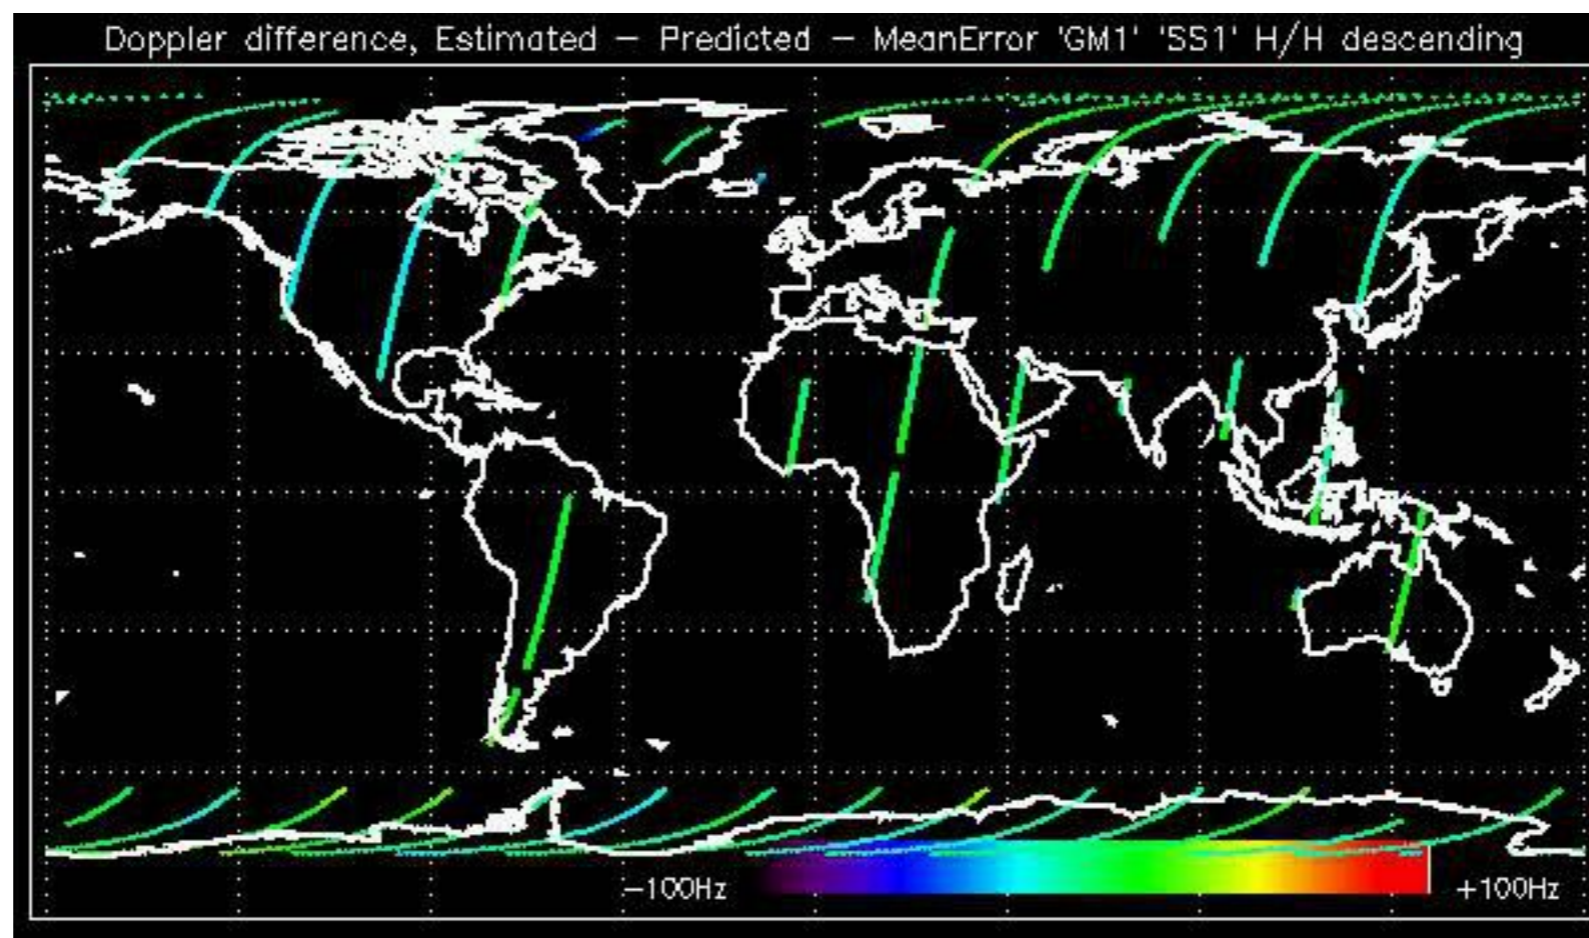 Doppler difference, Estimated – Predicted – MeanError 'GM1' 'SS1' H/H descending
–100Hz
+100Hz